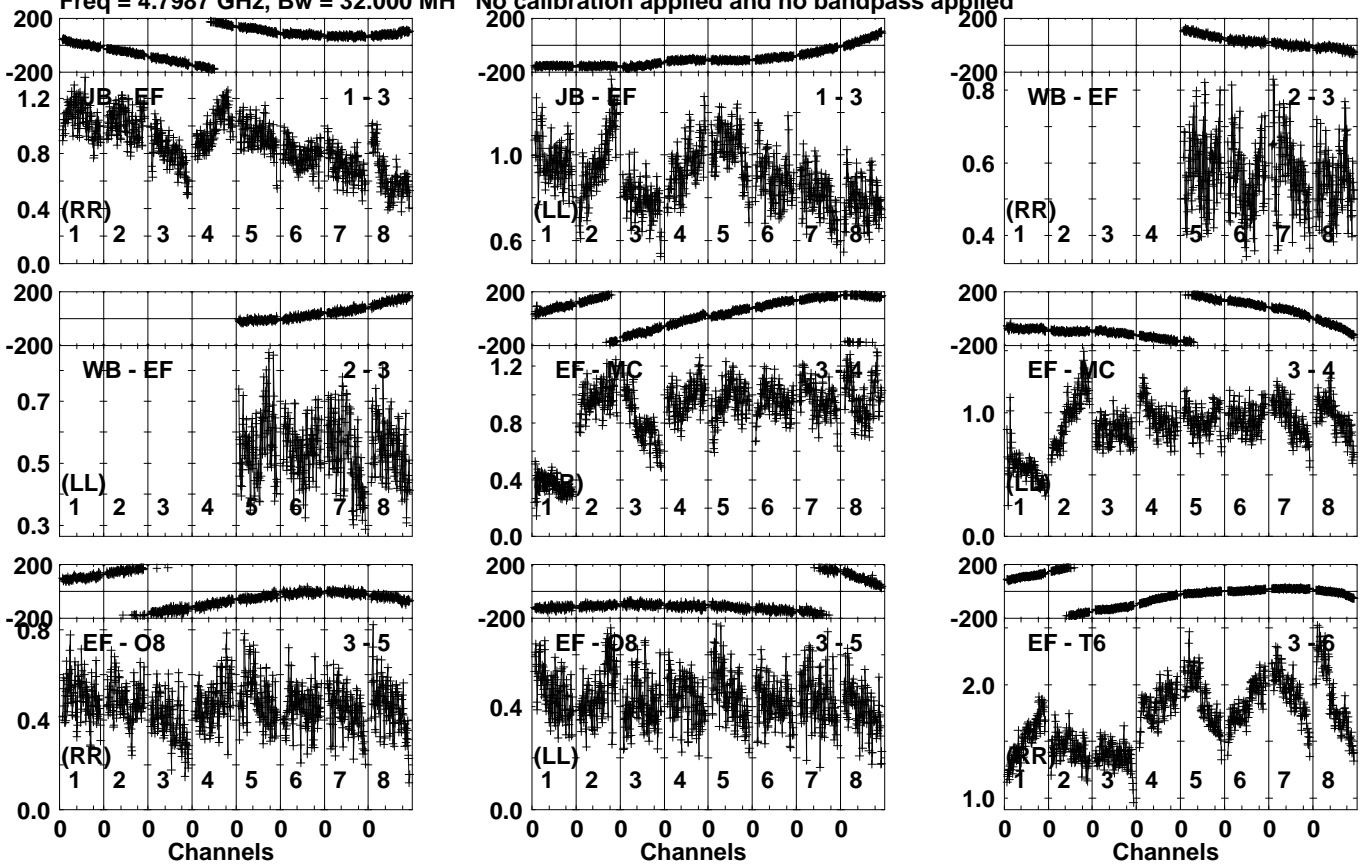 Freq = 4.7987 GHz, Bw = 32.000 MH No calibration applied and no bandpass applied
200
-200
JB - EF 1 - 3
1.2
0.8
0.4
0.0
(RR)
1 2 3 4 5 6 7 8
200
-200
JB - EF 1 - 3
1.0
0.6
(LL)
1 2 3 4 5 6 7 8
200
-200
WB - EF 2 - 3
0.8
0.6
0.4
(RR)
1 2 3 4 5 6 7 8
200
-200
WB - EF 2 - 3
0.7
0.5
0.3
(LL)
1 2 3 4 5 6 7 8
200
-200
EF - MC 3 - 4
1.2
0.8
0.4
0.0
(RR)
1 2 3 4 5 6 7 8
200
-200
EF - MC 3 - 4
1.0
0.0
(LL)
1 2 3 4 5 6 7 8
200
-200
EF - O8 3 - 5
0.8
0.4
0.0
(RR)
1 2 3 4 5 6 7 8
0 0 0 0 0 0 0 0
Channels
200
-200
EF - O8 3 - 5
0.4
0.0
(LL)
1 2 3 4 5 6 7 8
0 0 0 0 0 0 0 0
Channels
200
-200
EF - T6 3 - 6
2.0
1.0
(RR)
1 2 3 4 5 6 7 8
0 0 0 0 0 0 0 0
Channels